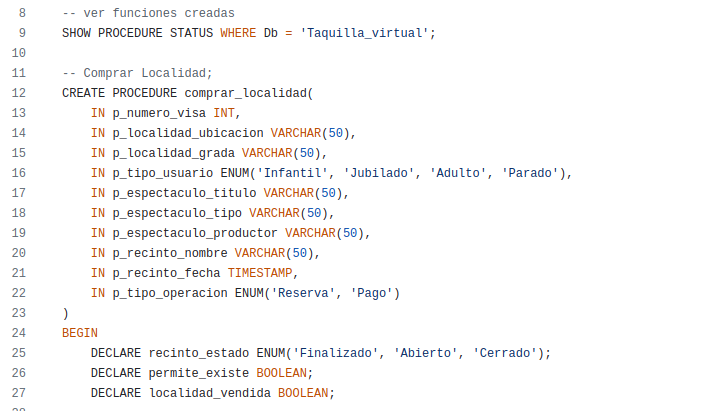 8 -- ver funciones creadas
9 SHOW PROCEDURE STATUS WHERE Db = 'Taquilla_virtual';
10
11 -- Comprar Localidad;
12 CREATE PROCEDURE comprar_localidad(
13 IN p_numero_visa INT,
14 IN p_localidad_ubicacion VARCHAR(50),
15 IN p_localidad_grada VARCHAR(50),
16 IN p_tipo_usuario ENUM('Infantil', 'Jubilado', 'Adulto', 'Parado'),
17 IN p_espectaculo_titulo VARCHAR(50),
18 IN p_espectaculo_tipo VARCHAR(50),
19 IN p_espectaculo_productor VARCHAR(50),
20 IN p_recinto_nombre VARCHAR(50),
21 IN p_recinto_fecha TIMESTAMP,
22 IN p_tipo_operacion ENUM('Reserva', 'Pago')
23 )
24 BEGIN
25 DECLARE recinto_estado ENUM('Finalizado', 'Abierto', 'Cerrado');
26 DECLARE permite_existe BOOLEAN;
27 DECLARE localidad_vendida BOOLEAN;